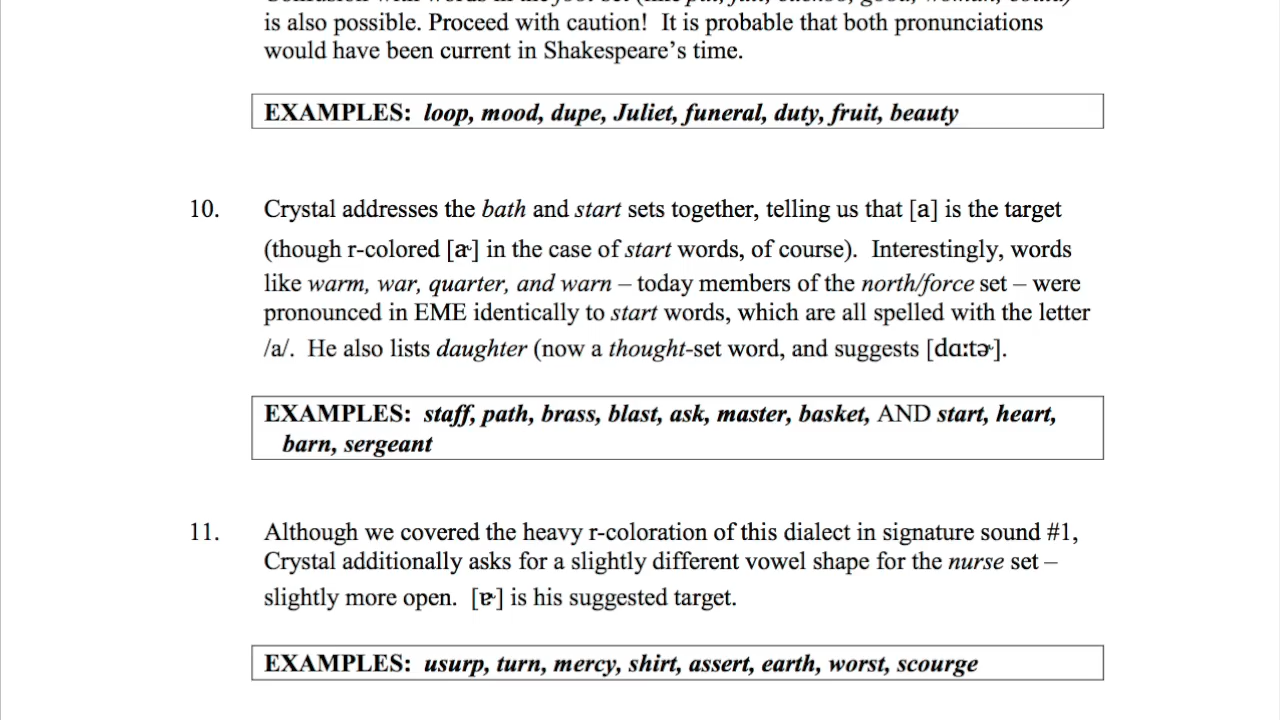 is also possible. Proceed with caution!  It is probable that both pronunciations
would have been current in Shakespeare’s time.
EXAMPLES: loop, mood, dupe, Juliet, funeral, duty, fruit, beauty
10. Crystal addresses the bath and start sets together, telling us that [a] is the target
(though r-colored [a˞] in the case of start words, of course).  Interestingly, words
like warm, war, quarter, and warn – today members of the north/force set – were
pronounced in EME identically to start words, which are all spelled with the letter
/a/.  He also lists daughter (now a thought-set word, and suggests [dɑːtɚ].
EXAMPLES: staff, path, brass, blast, ask, master, basket, AND start, heart,
barn, sergeant
11. Although we covered the heavy r-coloration of this dialect in signature sound #1,
Crystal additionally asks for a slightly different vowel shape for the nurse set –
slightly more open.  [ɐ˞] is his suggested target.
EXAMPLES: usurp, turn, mercy, shirt, assert, earth, worst, scourge